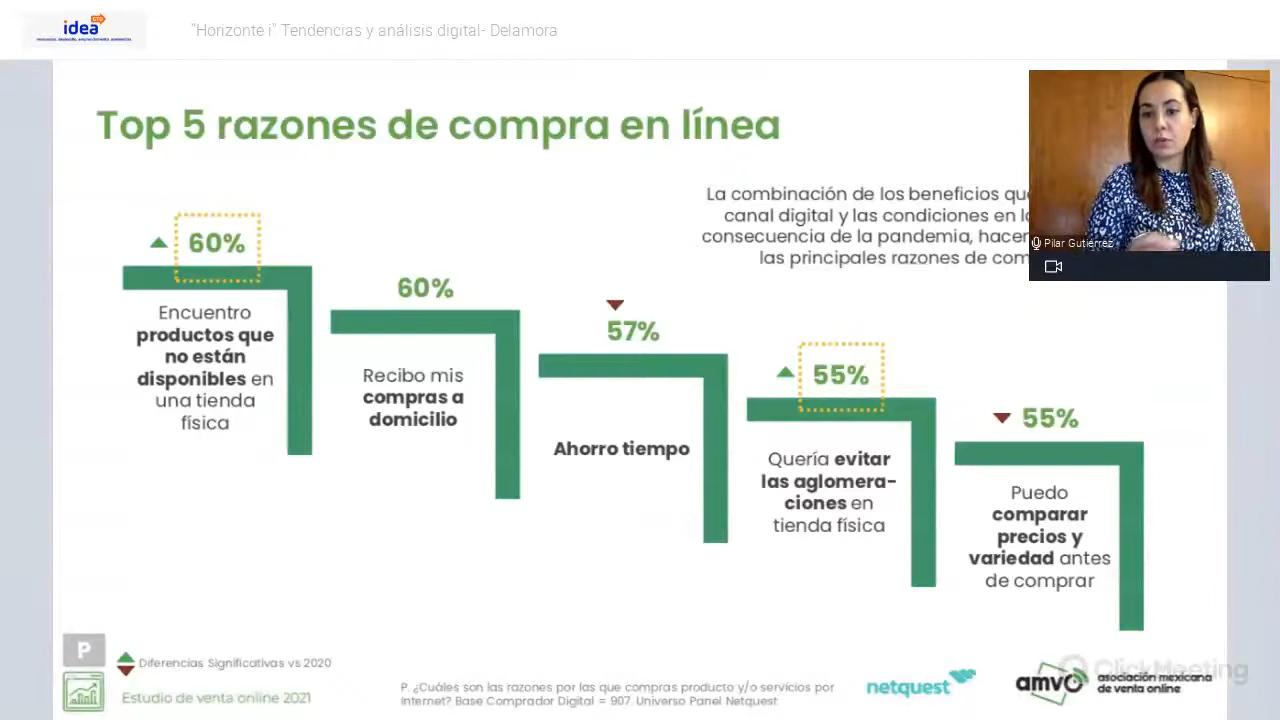 idea
CTO
"Horizonte i" Tendencias y análisis digital- Delamora
Top 5 razones de compra en línea
La combinación de los beneficios que
canal digital y las condiciones en
consecuencia de la pandemia, hacen
las principales razones de com
Pilar Gutiérrez
60%
Encuentro
productos que
no están
disponibles en
una tienda
física
60%
Recibo mis
compras a
domicilio
57%
Ahorro tiempo
55%
Quería evitar
las aglomera-
ciones en
tienda física
55%
Puedo
comparar
precios y
variedad antes
de comprar
P
Diferencias Significativas vs 2020
Estudio de venta online 2021
P. ¿Cuáles son las razones por las que compras producto y/o servicios por
Internet? Base Comprador Digital = 907. Universo Panel Netquest
netquest
amvo
asociación mexicana
de venta online
ClickMeeting